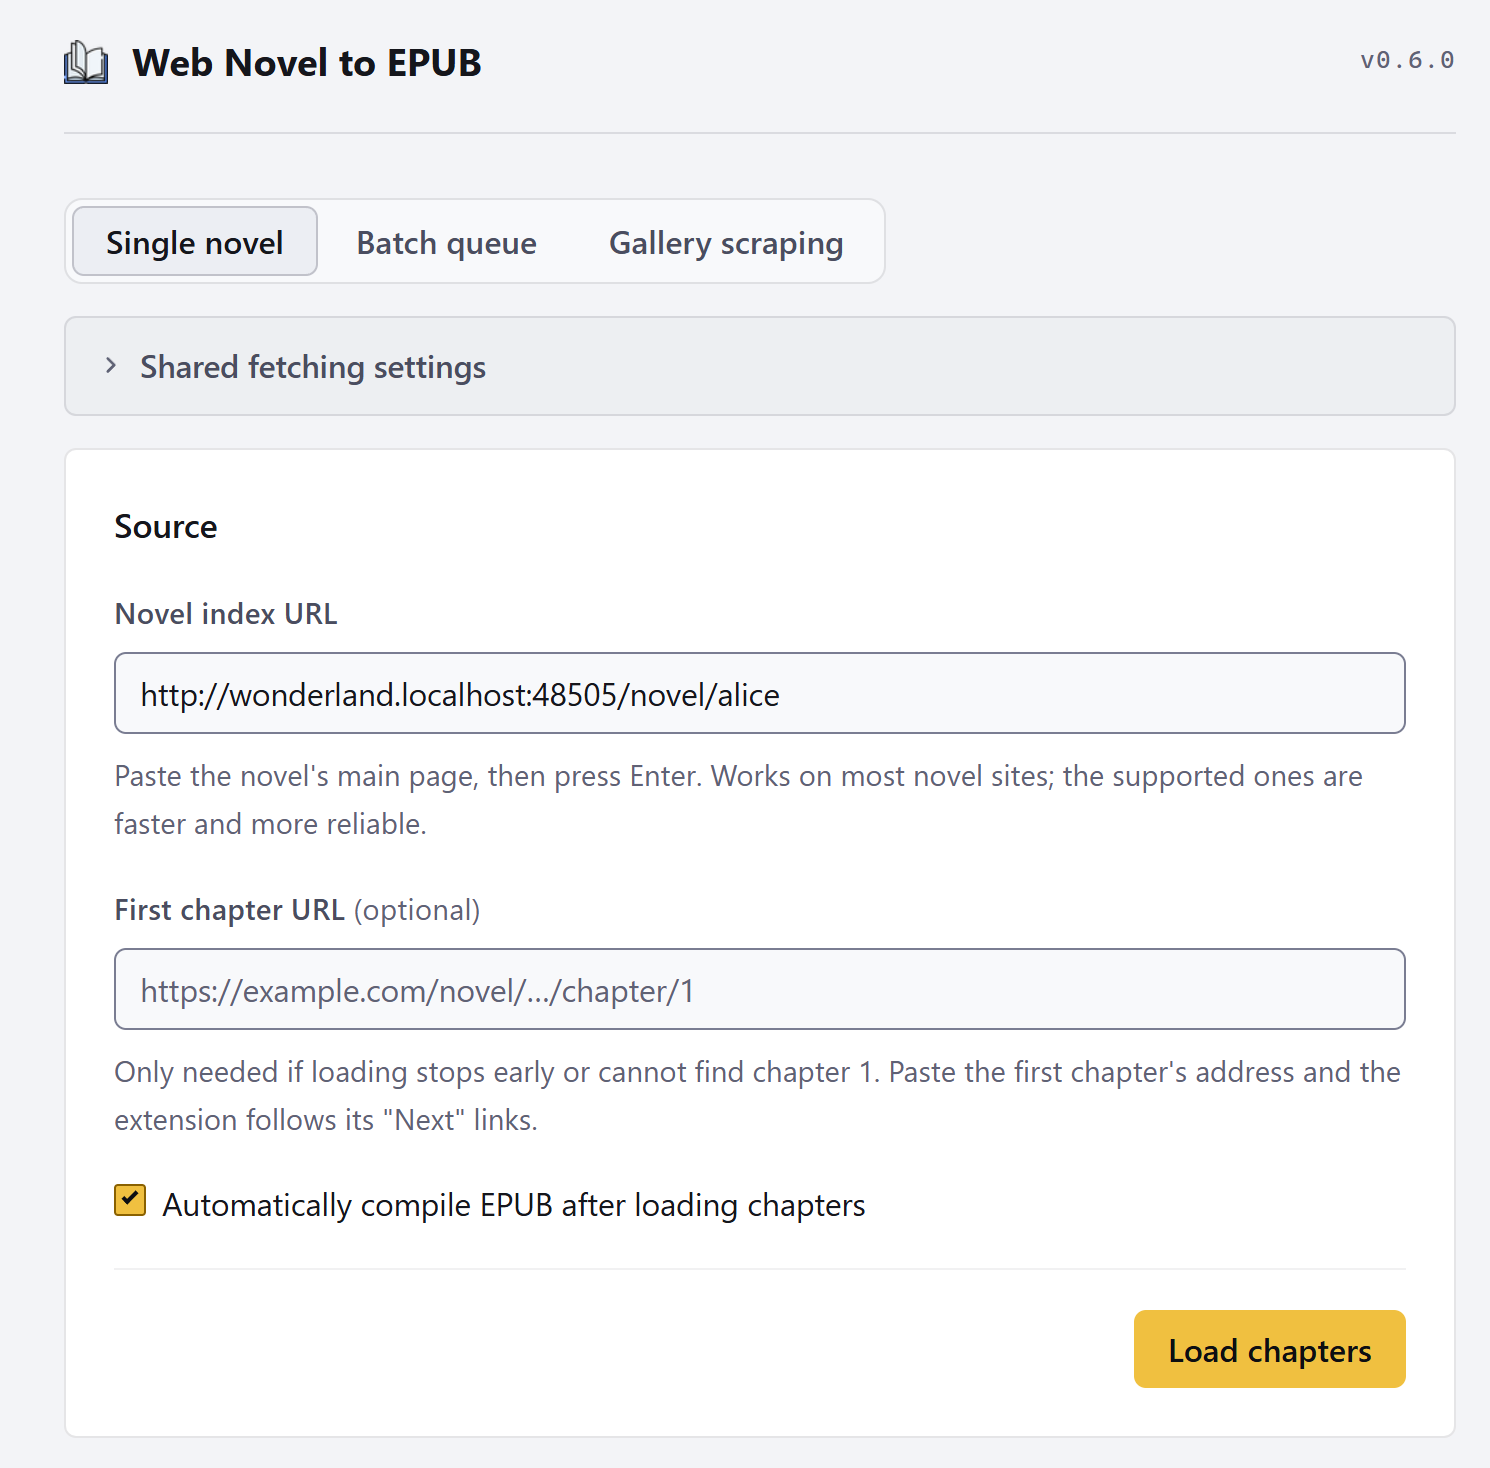 Web Novel to EPUB
v0.6.0
Single novel
Batch queue
Gallery scraping
Shared fetching settings
Source
Novel index URL
http://wonderland.localhost:48505/novel/alice
Paste the novel's main page, then press Enter. Works on most novel sites; the supported ones are
faster and more reliable.
First chapter URL (optional)
https://example.com/novel/.../chapter/1
Only needed if loading stops early or cannot find chapter 1. Paste the first chapter's address and the
extension follows its "Next" links.
Automatically compile EPUB after loading chapters
Load chapters